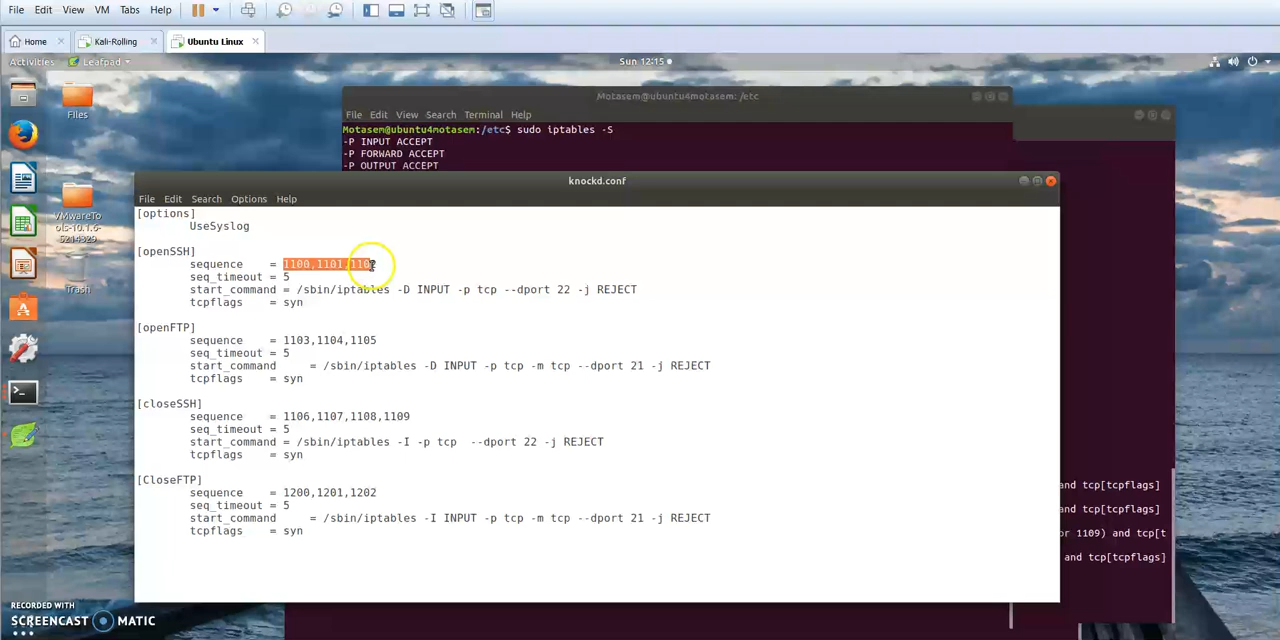 File Edit View VM Tabs Help
Home Kali-Rolling Ubuntu Linux
Activities Leafpad Sun 12:15
Files
VMwareTo
ols-10.1.6-
5214329
Trash
Motasem@ubuntu4motasem: /etc
File Edit View Search Terminal Help
Motasem@ubuntu4motasem:/etc$ sudo iptables -S
-P INPUT ACCEPT
-P FORWARD ACCEPT
-P OUTPUT ACCEPT
knockd.conf
File Edit Search Options Help
[options]
UseSyslog
[openSSH]
sequence = 1100,1101,1102
seq_timeout = 5
start_command = /sbin/iptables -D INPUT -p tcp --dport 22 -j REJECT
tcpflags = syn
[openFTP]
sequence = 1103,1104,1105
seq_timeout = 5
start_command = /sbin/iptables -D INPUT -p tcp -m tcp --dport 21 -j REJECT
tcpflags = syn
[closeSSH]
sequence = 1106,1107,1108,1109
seq_timeout = 5
start_command = /sbin/iptables -I -p tcp --dport 22 -j REJECT
tcpflags = syn
[CloseFTP]
sequence = 1200,1201,1202
seq_timeout = 5
start_command = /sbin/iptables -I INPUT -p tcp -m tcp --dport 21 -j REJECT
tcpflags = syn
and tcp[tcpflags]
and tcp[tcpflags]
or 1109) and tcp[t
and tcp[tcpflags]
RECORDED WITH
SCREENCAST MATIC